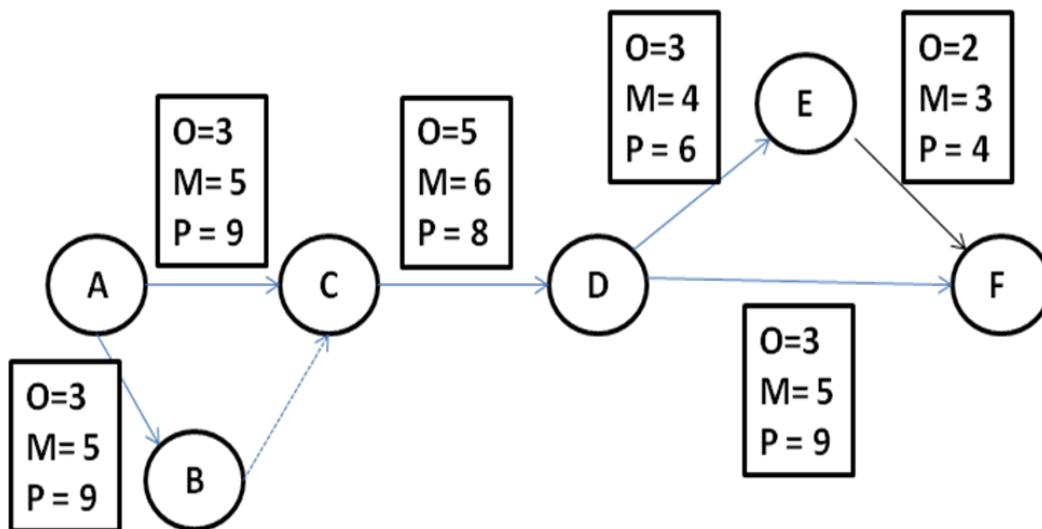 O=3
M= 5
P = 9
O=5
M= 6
P = 8
O=3
M= 4
P = 6
E
O=2
M= 3
P = 4
A
C
D
F
O=3
M= 5
P = 9
B
O=3
M= 5
P = 9